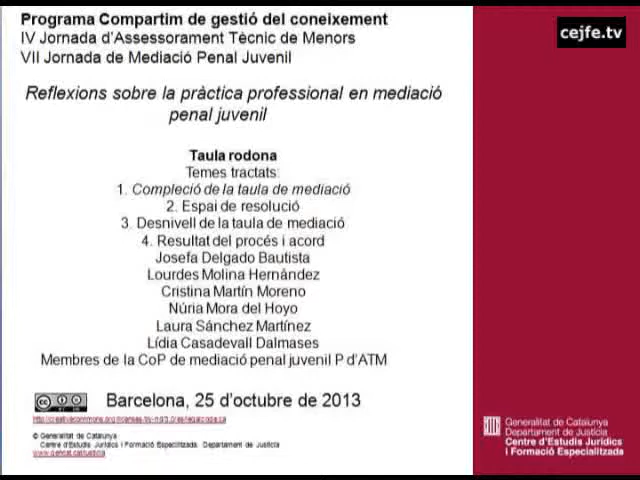 Programa Compartim de gestió del coneixement
IV Jornada d'Assessorament Tècnic de Menors
VII Jornada de Mediació Penal Juvenil
cejfe.tv
Reflexions sobre la pràctica professional en mediació
penal juvenil
Taula rodona
Temes tractats:
1. Compleció de la taula de mediació
2. Espai de resolució
3. Desnivell de la taula de mediació
4. Resultat del procés i acord
Josefa Delgado Bautista
Lourdes Molina Hernández
Cristina Martín Moreno
Núria Mora del Hoyo
Laura Sánchez Martínez
Lídia Casadevall Dalmases
Membres de la CoP de mediació penal juvenil P d'ATM
Barcelona, 25 d'octubre de 2013
© Generalitat de Catalunya
Centre d'Estudis Jurídics i Formació Especialitzada. Departament de Justícia
www.gencat.cat/justicia
Generalitat de Catalunya
Departament de Justícia
Centre d'Estudis Jurídics
i Formació Especialitzada